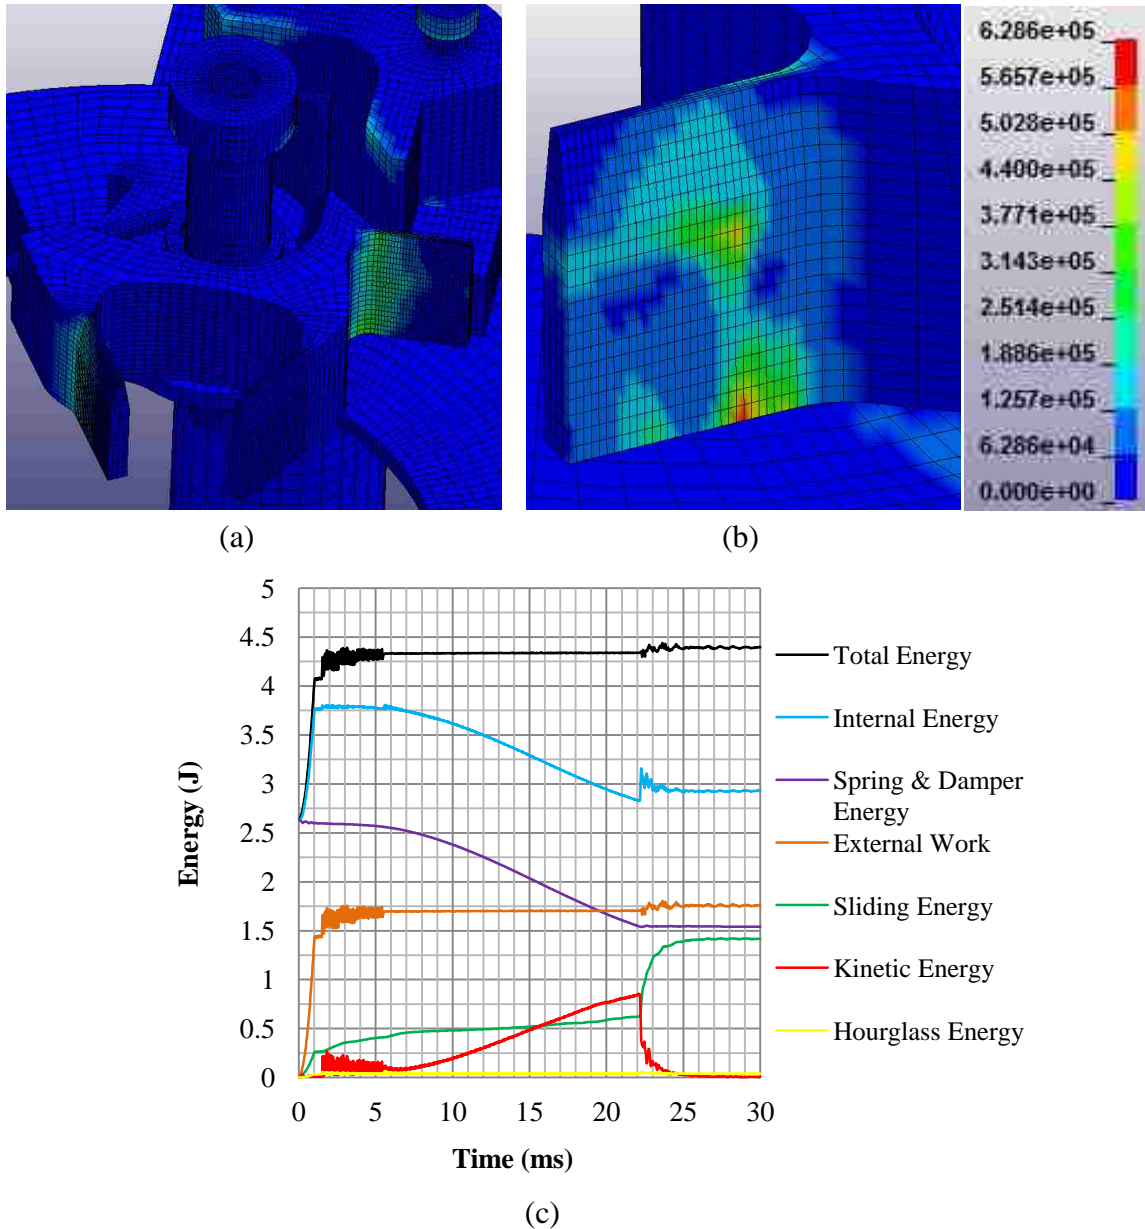 6.286e+05
5.657e+05
5.028e+05
4.400e+05
3.771e+05
3.143e+05
2.514e+05
1.886e+05
1.257e+05
6.286e+04
0.000e+00
(a)
(b)
5
4.5
4
3.5
3
2.5
2
1.5
1
0.5
0
Energy (J)
0
5
10
15
20
25
30
Time (ms)
Total Energy
Internal Energy
Spring & Damper
Energy
External Work
Sliding Energy
Kinetic Energy
Hourglass Energy
(c)